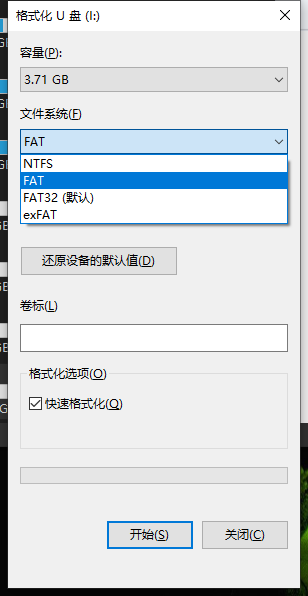 格式化 U 盘 (I:)
容量(P):
3.71 GB
文件系统(F)
FAT
NTFS
FAT
FAT32 (默认)
exFAT
还原设备的默认值(D)
卷标(L)
格式化选项(O)
快速格式化(Q)
开始(S)
关闭(C)